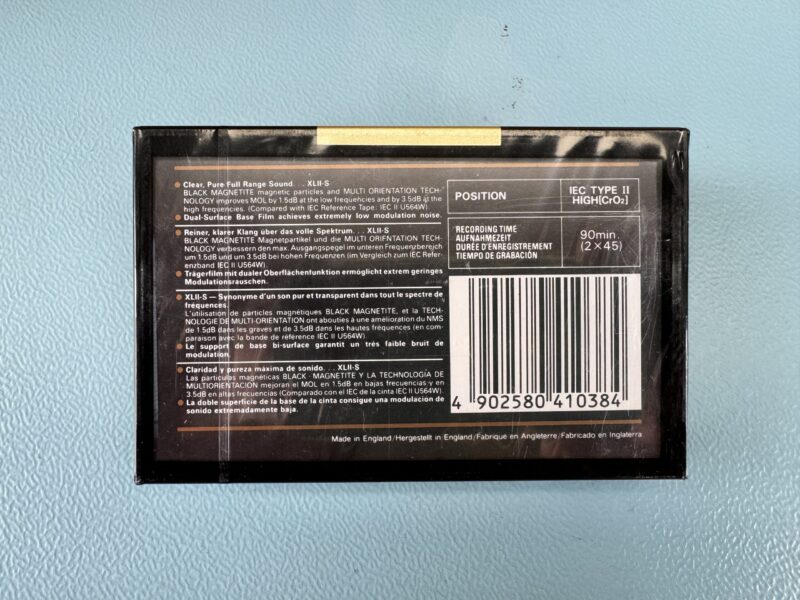 Clear, Pure Full Range Sound. . . XLII-S
BLACK MAGNETITE magnetic particles and MULTI ORIENTATION TECH-
NOLOGY improves MOL by 1.5dB at the low frequencies and by 3.5dB at the
high frequencies. (Compared with IEC Reference Tape: IEC II U564W).
Dual-Surface Base Film achieves extremely low modulation noise.
Reiner, klarer Klang über das volle Spektrum. . . XLII-S
BLACK MAGNETITE Magnetpartikel und die MULTI ORIENTATION TECH-
NOLOGY verbessern den max. Ausgangspegel im unteren Frequenzbereich
um 1.5dB und um 3.5dB bei hohen Frequenzen (im Vergleich zum IEC Refer-
enzband IEC II U564W).
Trägerfilm mit dualer Oberflächenfunktion ermöglicht extrem geringes
Modulationsrauschen.
XLII-S — Synonyme d'un son pur et transparent dans tout le spectre de
fréquences.
L'utilisation de particles magnétiques BLACK MAGNETITE, et la TECH-
NOLOGIE DE MULTI-ORIENTATION ont abouties à une amélioration du NMS
de 1.5dB dans les graves et de 3.5dB dans les hautes fréquences (en com-
paraison avec la bande de référence IEC II U564W).
Le support de base bi-surface garantit un très faible bruit de
modulation.
Claridad y pureza máxima de sonido. . . XLII-S
Las particulas magnéticas BLACK MAGNETITE Y LA TECHNOLOGÍA DE
MULTIORIENTACIÓN mejoran el MOL en 1.5dB en bajas frecuencias y en
3.5dB en altas frecuencias (Comparado con el IEC de la cinta IEC II U564W).
La doble superficie de la base de la cinta consigue una modulacion de
sonido extremadamente baja.
POSITION
IEC TYPE II
HIGH[CrO₂]
RECORDING TIME
AUFNAHMEZEIT
DURÉE D'ENREGISTREMENT
TIEMPO DE GRABACIÓN
90min.
(2×45)
4 902580 410384
Made in England/Hergestellt in England/Fabrique en Angleterre/Fabricado en Inglaterra